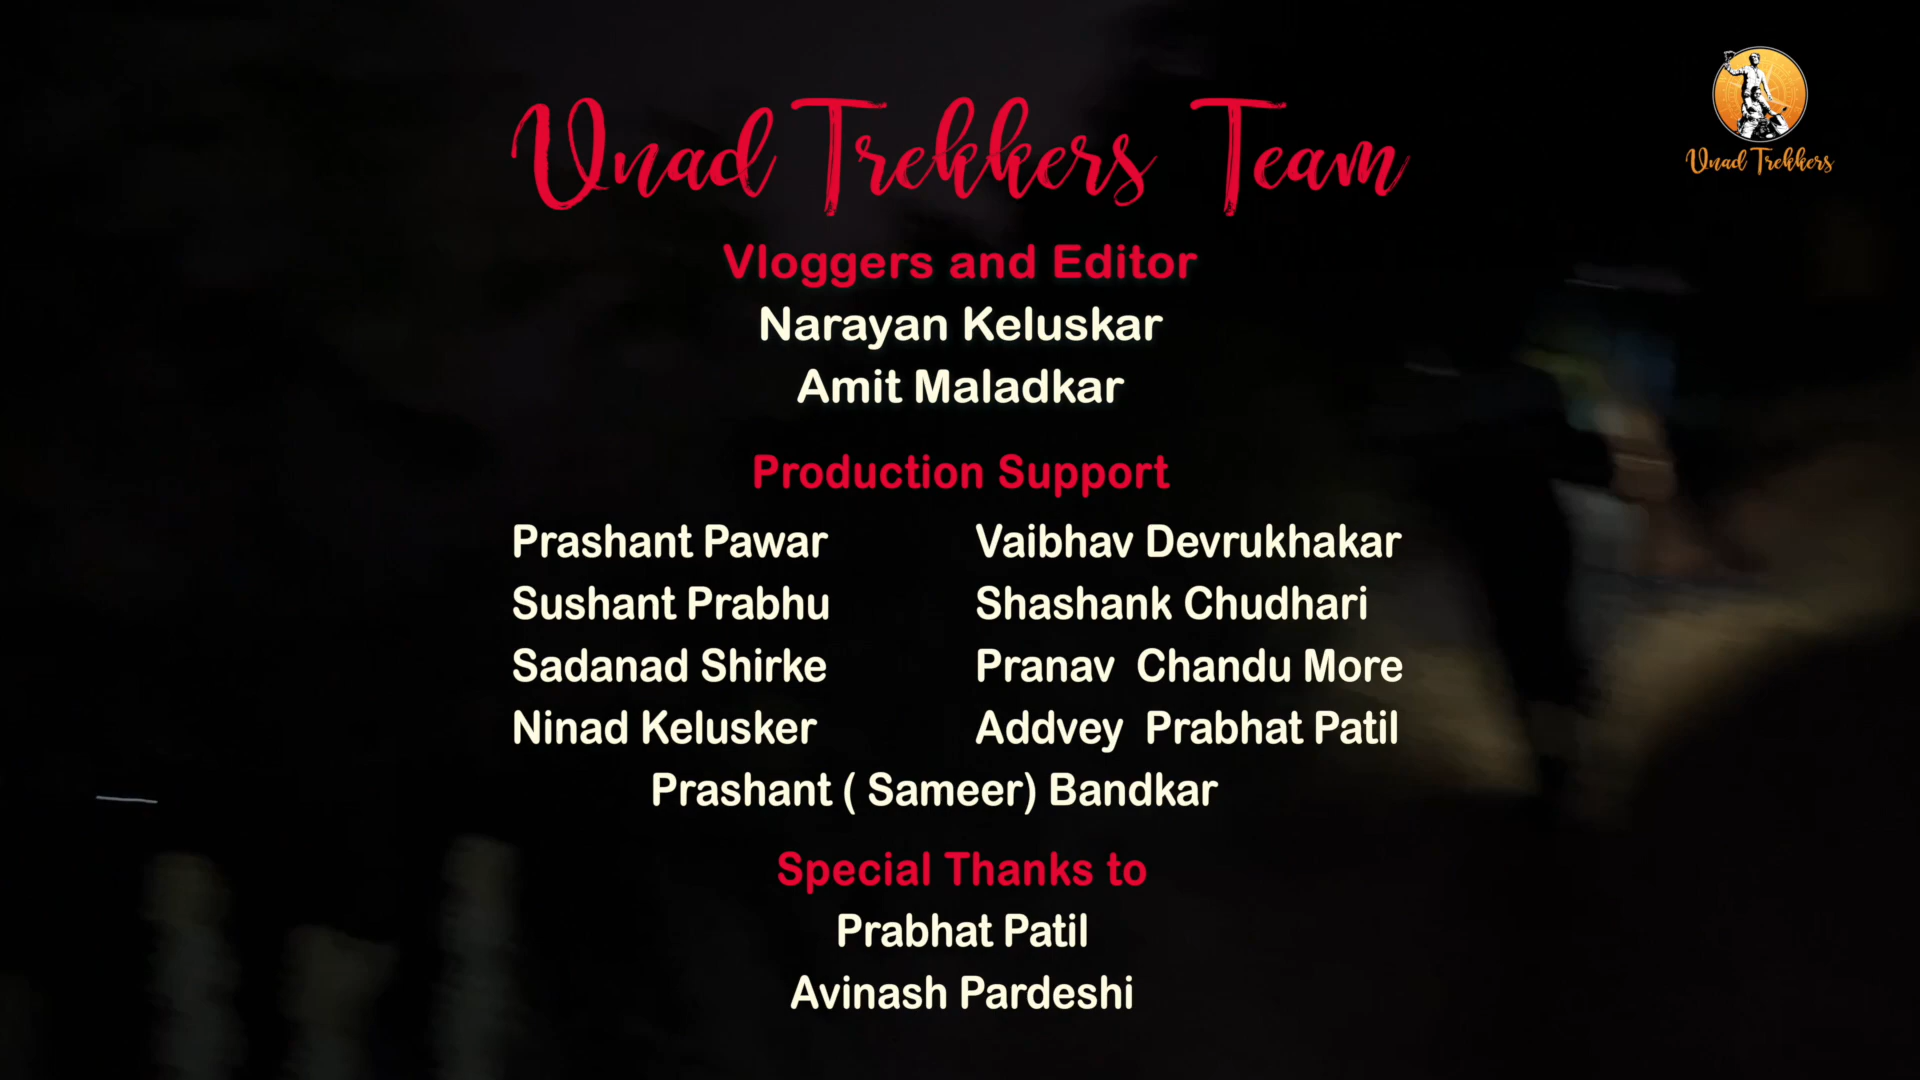 Unad Trekkers Team
Unad Trekkers
Vloggers and Editor
Narayan Keluskar
Amit Maladkar
Production Support
Prashant Pawar
Vaibhav Devrukhakar
Sushant Prabhu
Shashank Chudhari
Sadanad Shirke
Pranav Chandu More
Ninad Kelusker
Addvey Prabhat Patil
Prashant ( Sameer) Bandkar
Special Thanks to
Prabhat Patil
Avinash Pardeshi